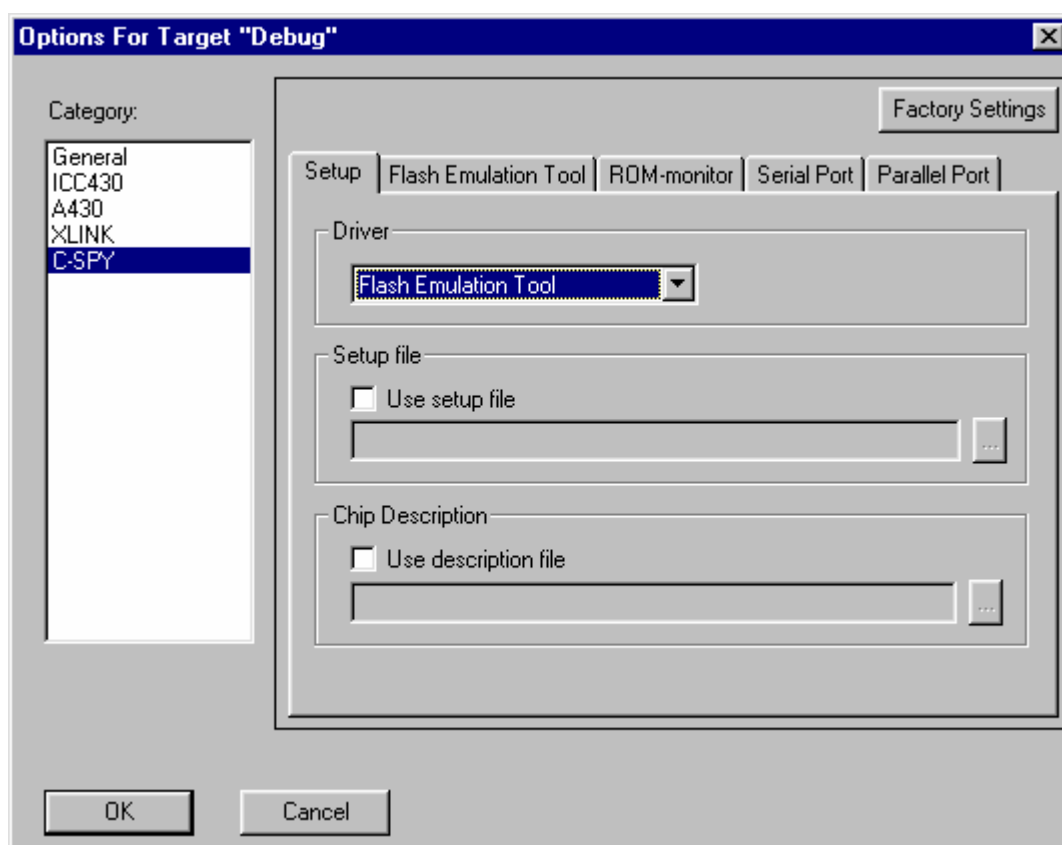 Options For Target "Debug"
Category:
Factory Settings
General
ICC430
A430
XLINK
C-SPY
Setup
Flash Emulation Tool
ROM-monitor
Serial Port
Parallel Port
Driver
Flash Emulation Tool
Setup file
Use setup file
...
Chip Description
Use description file
...
OK
Cancel